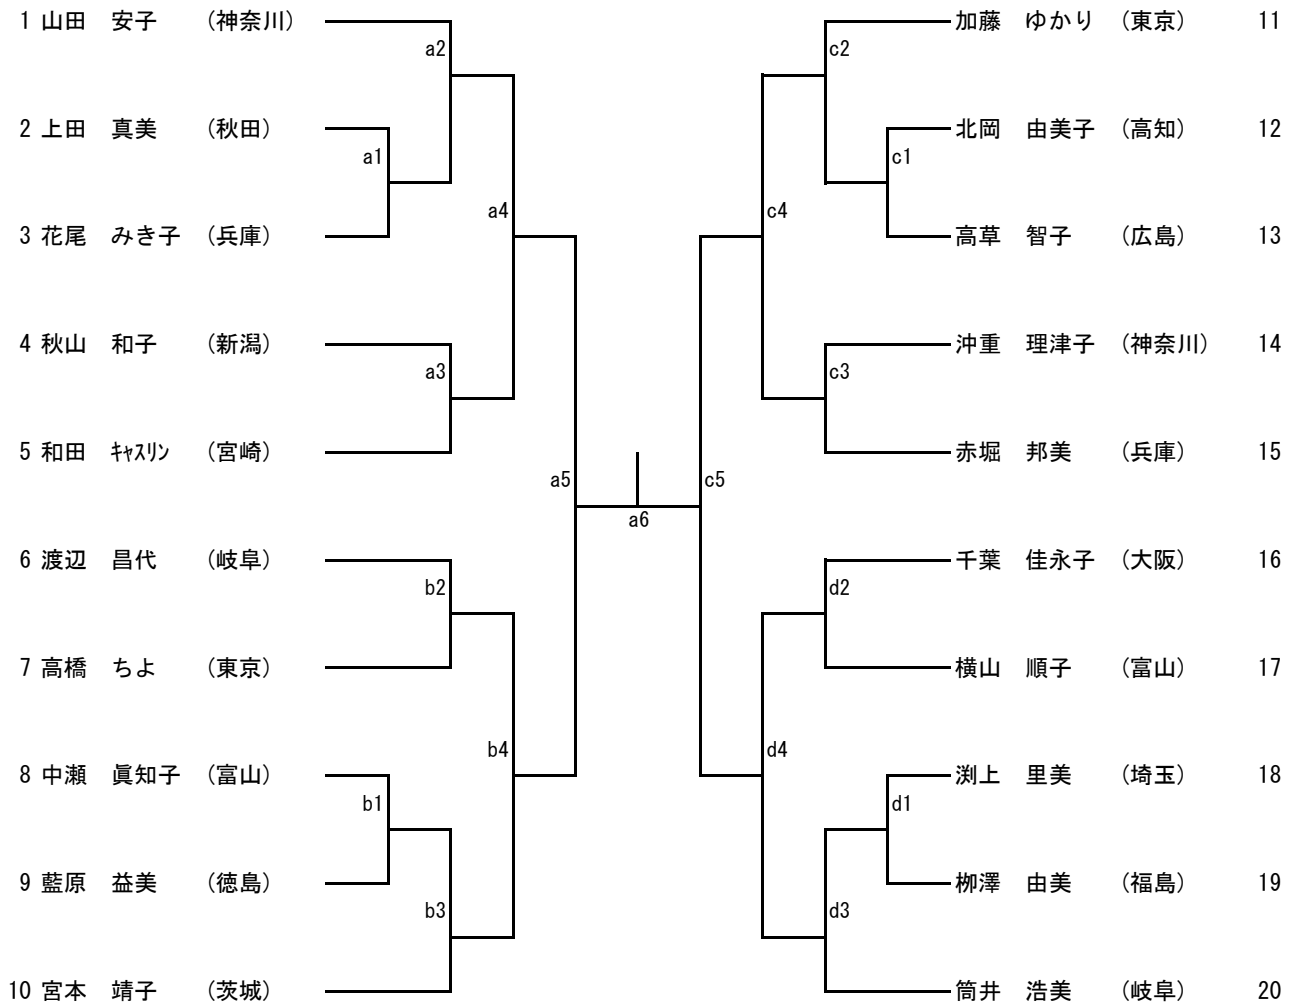 1 山田 安子 (神奈川)
加藤 ゆかり (東京) 11
a2
c2
2 上田 真美 (秋田)
北岡 由美子 (高知) 12
a1
c1
a4
c4
3 花尾 みき子 (兵庫)
高草 智子 (広島) 13
4 秋山 和子 (新潟)
沖重 理津子 (神奈川) 14
a3
c3
5 和田 ｷｬｽﾘﾝ (宮崎)
赤堀 邦美 (兵庫) 15
a5
c5
a6
6 渡辺 昌代 (岐阜)
千葉 佳永子 (大阪) 16
b2
d2
7 高橋 ちよ (東京)
横山 順子 (富山) 17
b4
d4
8 中瀬 眞知子 (富山)
渕上 里美 (埼玉) 18
b1
d1
9 藍原 益美 (徳島)
栁澤 由美 (福島) 19
b3
d3
10 宮本 靖子 (茨城)
筒井 浩美 (岐阜) 20